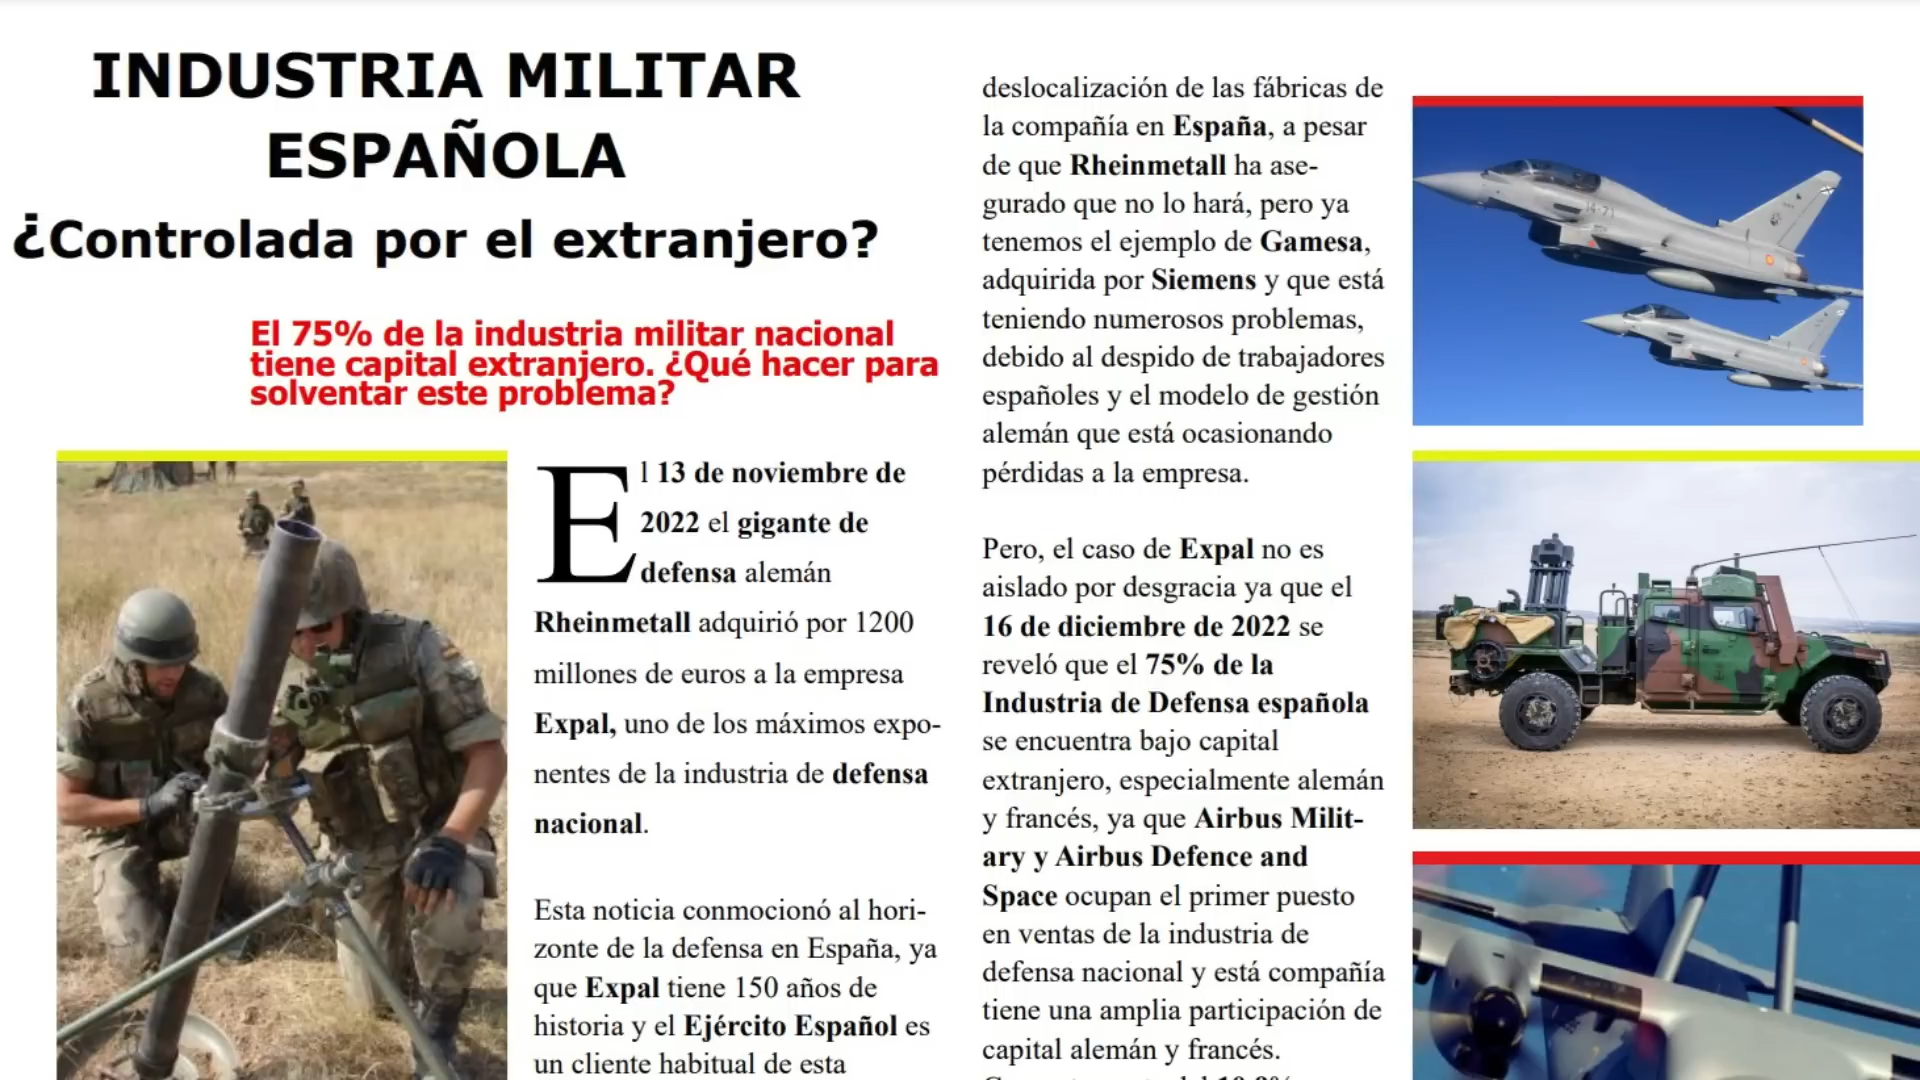 INDUSTRIA MILITAR
ESPAÑOLA
¿Controlada por el extranjero?
El 75% de la industria militar nacional
tiene capital extranjero. ¿Qué hacer para
solventar este problema?
El 13 de noviembre de
2022 el gigante de
defensa alemán
Rheinmetall adquirió por 1200
millones de euros a la empresa
Expal, uno de los máximos expo-
nentes de la industria de defensa
nacional.
Esta noticia conmocionó al hori-
zonte de la defensa en España, ya
que Expal tiene 150 años de
historia y el Ejército Español es
un cliente habitual de esta
deslocalización de las fábricas de
la compañía en España, a pesar
de que Rheinmetall ha ase-
gurado que no lo hará, pero ya
tenemos el ejemplo de Gamesa,
adquirida por Siemens y que está
teniendo numerosos problemas,
debido al despido de trabajadores
españoles y el modelo de gestión
alemán que está ocasionando
pérdidas a la empresa.
Pero, el caso de Expal no es
aislado por desgracia ya que el
16 de diciembre de 2022 se
reveló que el 75% de la
Industria de Defensa española
se encuentra bajo capital
extranjero, especialmente alemán
y francés, ya que Airbus Milit-
ary y Airbus Defence and
Space ocupan el primer puesto
en ventas de la industria de
defensa nacional y está compañía
tiene una amplia participación de
capital alemán y francés.